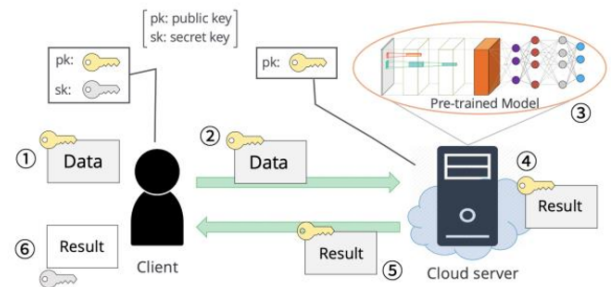 pk: public key
sk: secret key
pk:
sk:
pk:
Pre-trained Model
③
①
Data
②
Data
④
Result
⑥
Result
Client
Result
⑤
Cloud server